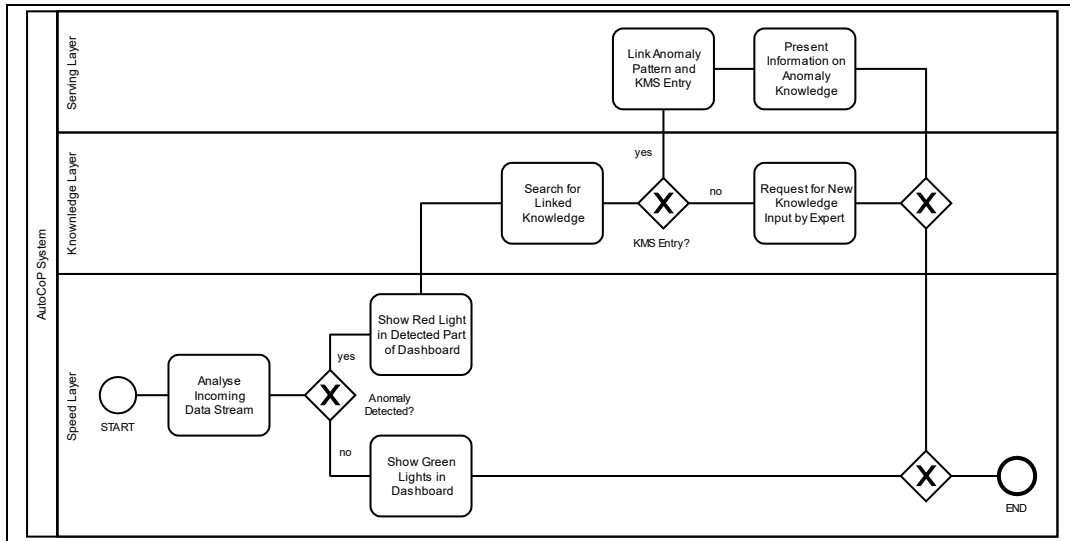 AutoCoP System
Serving Layer
Link Anomaly
Pattern and
KMS Entry
Present
Information on
Anomaly
Knowledge
Knownledge Layer
yes
Search for
Linked
Knowledge
no
Request for New
Knowledge
Input by Expert
KMS Entry?
Speed Layer
Show Red Light
in Detected Part
of Dashboard
yes
Analyse
Incoming
Data Stream
Anomaly
Detected?
START
no
Show Green
Lights in
Dashboard
END